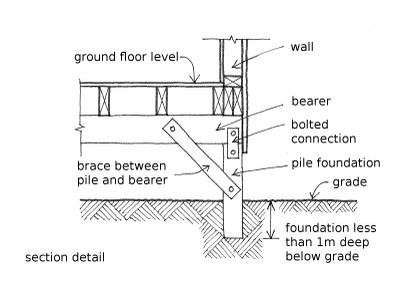 wall
ground floor level
bearer
bolted
connection
pile foundation
brace between
pile and bearer
grade
foundation less
than 1m deep
below grade
section detail